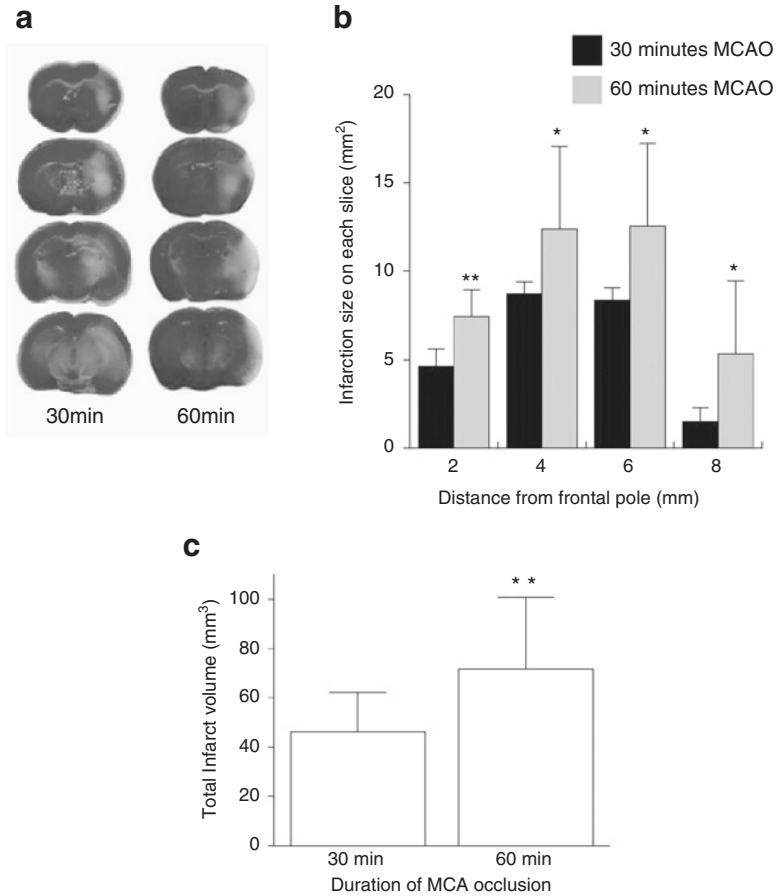 a
30min
60min
b
30 minutes MCAO
60 minutes MCAO
Infarction size on each slice (mm²)
20
15
10
5
0
**
*
*
*
2
4
6
8
Distance from frontal pole (mm)
c
Total Infarct volume (mm³)
100
80
60
40
20
0
* *
30 min
60 min
Duration of MCA occlusion